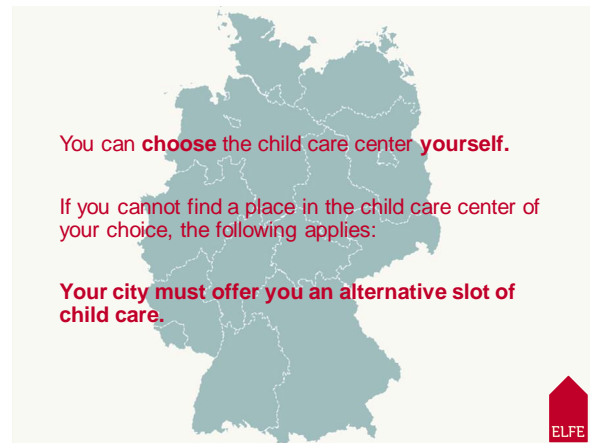 You can choose the child care center yourself.
If you cannot find a place in the child care center of
your choice, the following applies:
Your city must offer you an alternative slot of
child care.
ELFE